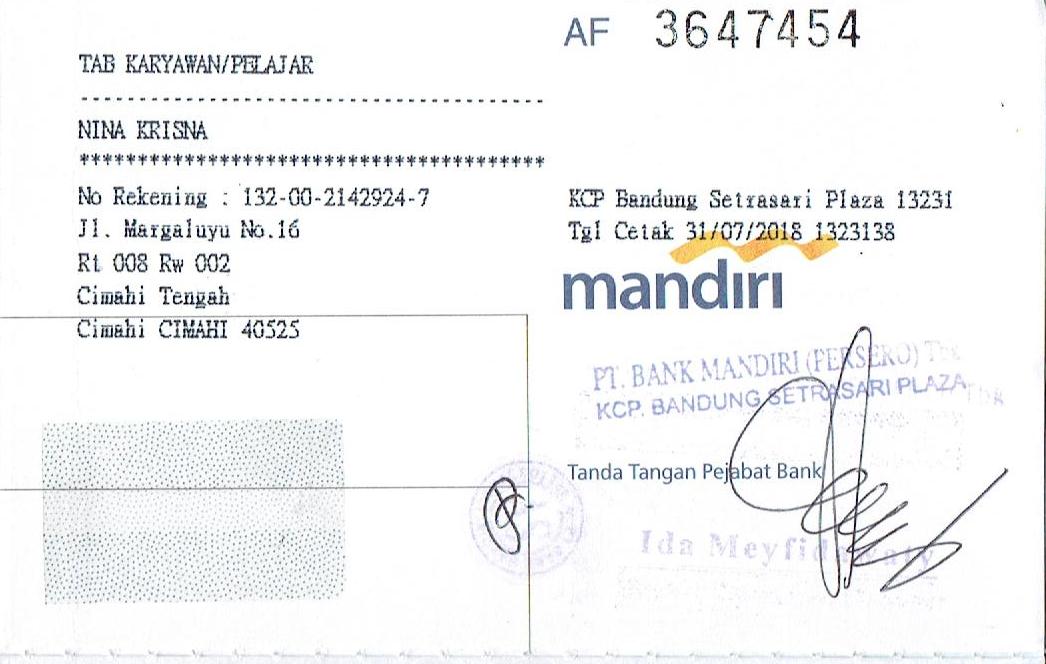 AF 3647454
TAB KARYAWAN/PELAJAR
---------------------------------------
NINA KRISNA
****************************************
No Rekening : 132-00-2142924-7
Jl. Margaluyu No.16
Rt 008 Rw 002
Cimahi Tengah
Cimahi CIMAHI 40525
KCP Bandung Setrasari Plaza 13231
Tgl Cetak 31/07/2018 1323138
mandiri
PT. BANK MANDIRI (PERSERO) Tbk
KCP. BANDUNG SETRASARI PLAZA
Tbk
Tanda Tangan Pejabat Bank
Ida